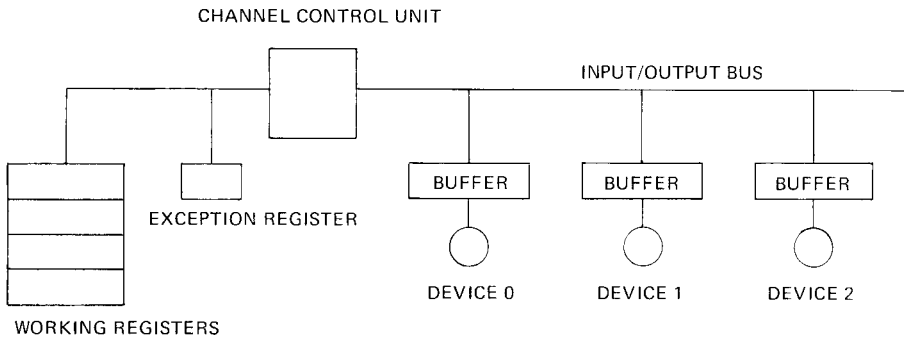 CHANNEL CONTROL UNIT
INPUT/OUTPUT BUS
BUFFER
BUFFER
BUFFER
EXCEPTION REGISTER
DEVICE 0
DEVICE 1
DEVICE 2
WORKING REGISTERS